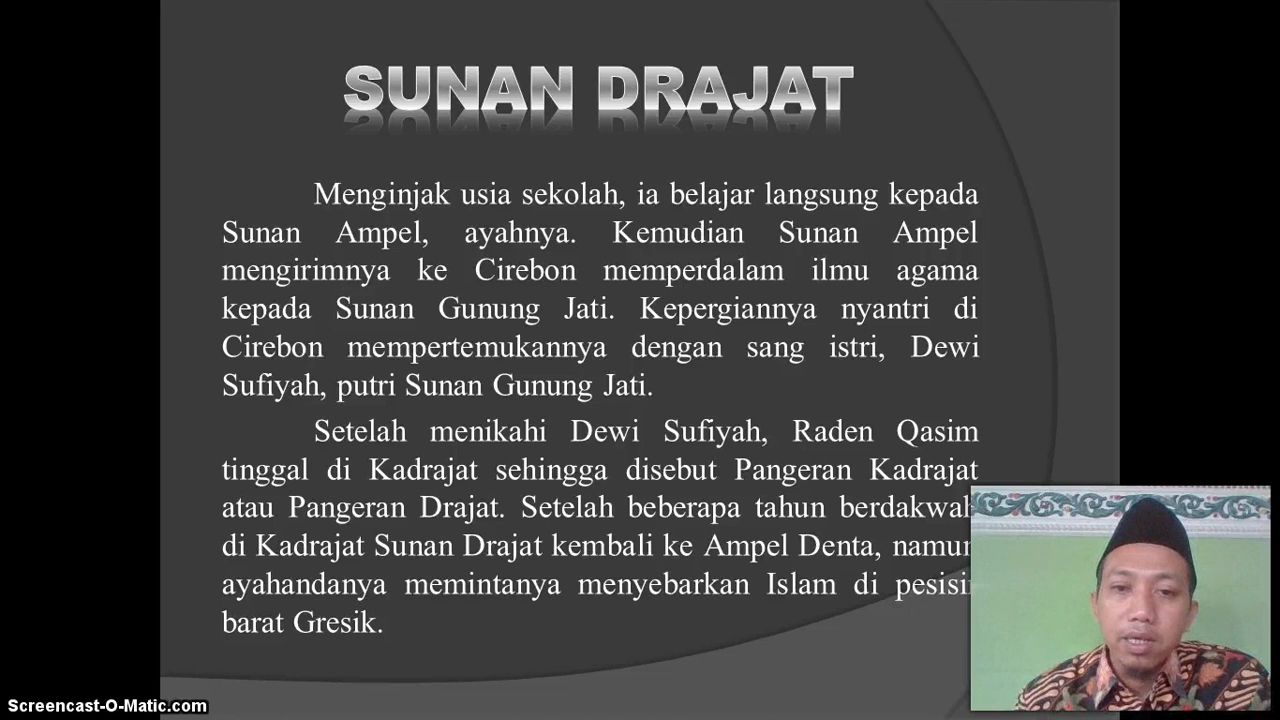 SUNAN DRAJAT
Menginjak usia sekolah, ia belajar langsung kepada
Sunan Ampel, ayahnya. Kemudian Sunan Ampel
mengirimnya ke Cirebon memperdalam ilmu agama
kepada Sunan Gunung Jati. Kepergiannya nyantri di
Cirebon mempertemukannya dengan sang istri, Dewi
Sufiyah, putri Sunan Gunung Jati.
Setelah menikahi Dewi Sufiyah, Raden Qasim
tinggal di Kadrajat sehingga disebut Pangeran Kadrajat
atau Pangeran Drajat. Setelah beberapa tahun berdakwah
di Kadrajat Sunan Drajat kembali ke Ampel Denta, namun
ayahandanya memintanya menyebarkan Islam di pesisir
barat Gresik.
Screencast-O-Matic.com